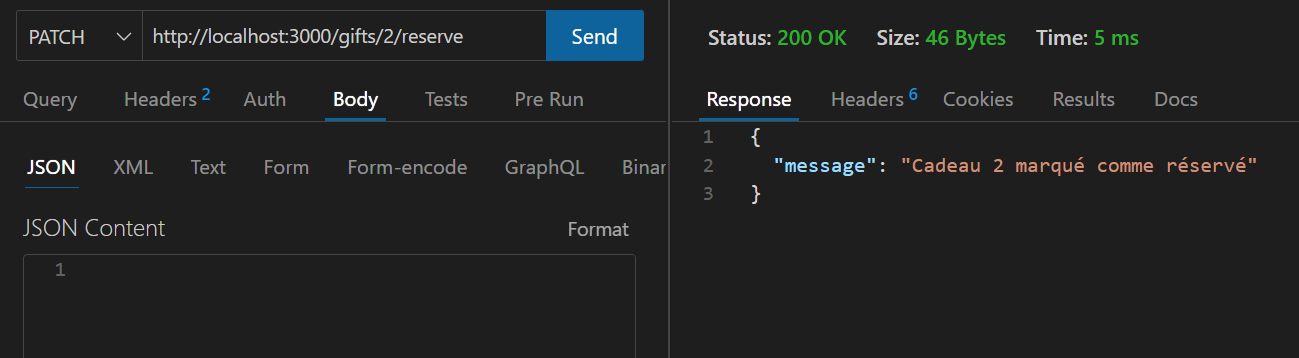 PATCH http://localhost:3000/gifts/2/reserve Send
Query Headers 2 Auth Body Tests Pre Run
JSON XML Text Form Form-encode GraphQL Binar
JSON Content Format
1
Status: 200 OK Size: 46 Bytes Time: 5 ms
Response Headers 6 Cookies Results Docs
1 {
2 "message": "Cadeau 2 marqué comme réservé"
3 }